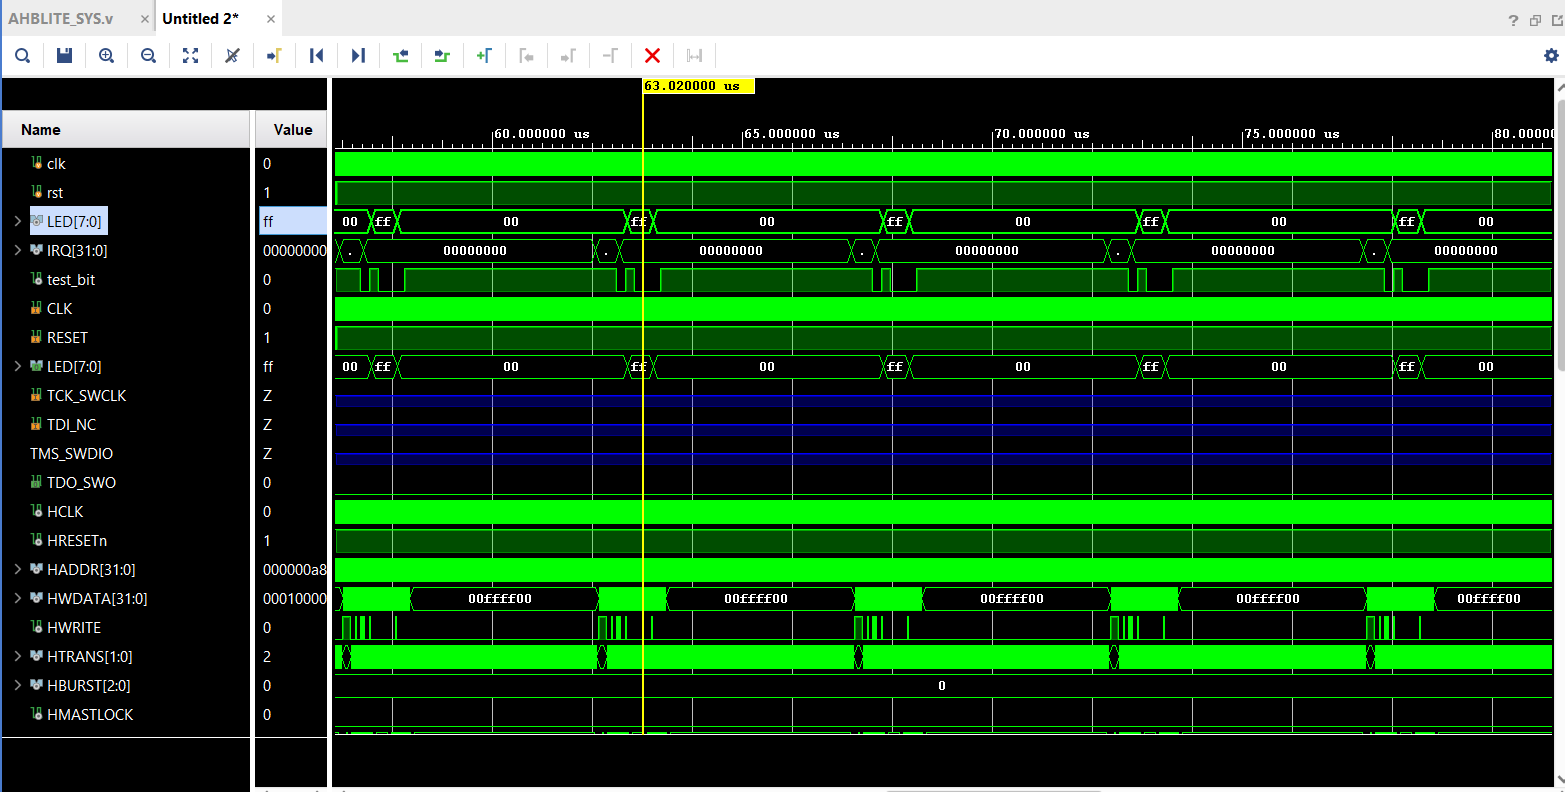 AHBLITE_SYS.v × Untitled 2* ×
?
63.020000 us
Name Value
60.000000 us 65.000000 us 70.000000 us 75.000000 us 80.00000
clk 0
rst 1
LED[7:0] ff 00 ff 00 ff 00 ff 00 ff 00 ff 00
IRQ[31:0] 00000000 . 00000000 . 00000000 . 00000000 . 00000000 . 00000000
test_bit 0
CLK 0
RESET 1
LED[7:0] ff 00 ff 00 ff 00 ff 00 ff 00 ff 00
TCK_SWCLK Z
TDI_NC Z
TMS_SWDIO Z
TDO_SWO 0
HCLK 0
HRESETn 1
HADDR[31:0] 000000a8
HWDATA[31:0] 00010000 00ffff00 00ffff00 00ffff00 00ffff00 00ffff00
HWRITE 0
HTRANS[1:0] 2
HBURST[2:0] 0 0
HMASTLOCK 0